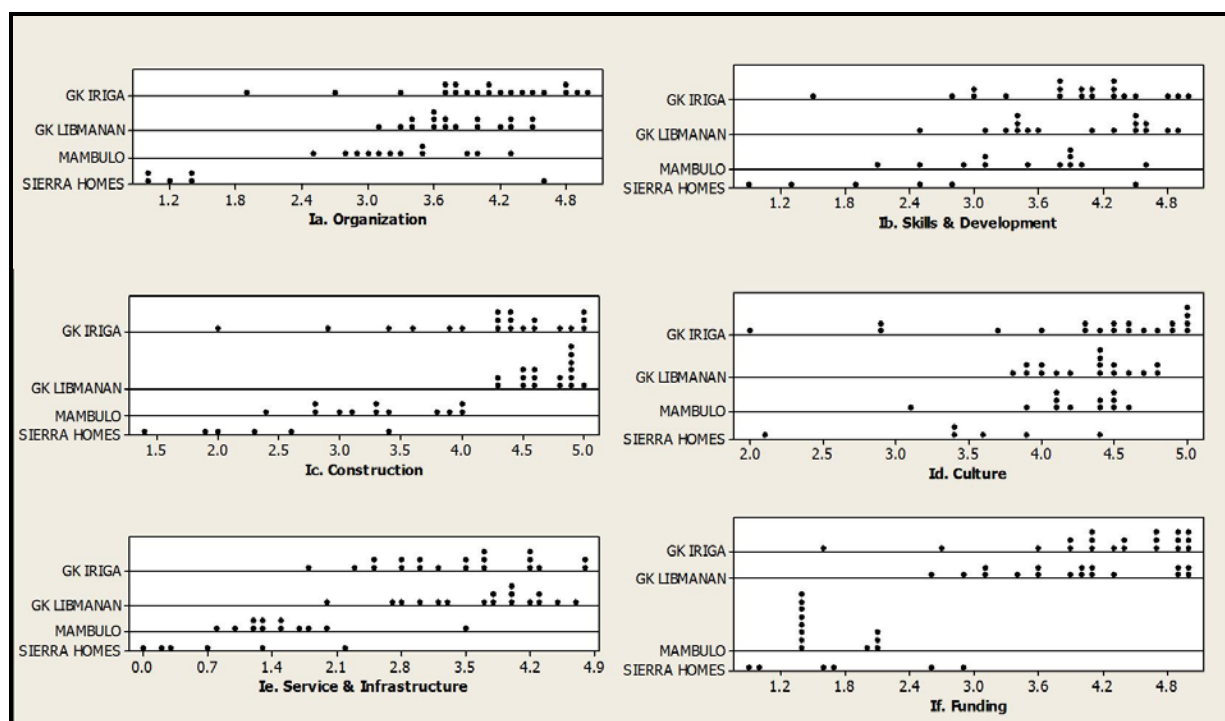 GK IRIGA
GK LIBMANAN
MAMBULO
SIERRA HOMES
1.2 1.8 2.4 3.0 3.6 4.2 4.8
Ia. Organization
GK IRIGA
GK LIBMANAN
MAMBULO
SIERRA HOMES
1.2 1.8 2.4 3.0 3.6 4.2 4.8
Ib. Skills & Development
GK IRIGA
GK LIBMANAN
MAMBULO
SIERRA HOMES
1.5 2.0 2.5 3.0 3.5 4.0 4.5 5.0
Ic. Construction
GK IRIGA
GK LIBMANAN
MAMBULO
SIERRA HOMES
2.0 2.5 3.0 3.5 4.0 4.5 5.0
Id. Culture
GK IRIGA
GK LIBMANAN
MAMBULO
SIERRA HOMES
0.0 0.7 1.4 2.1 2.8 3.5 4.2 4.9
Ie. Service & Infrastructure
GK IRIGA
GK LIBMANAN
MAMBULO
SIERRA HOMES
1.2 1.8 2.4 3.0 3.6 4.2 4.8
If. Funding